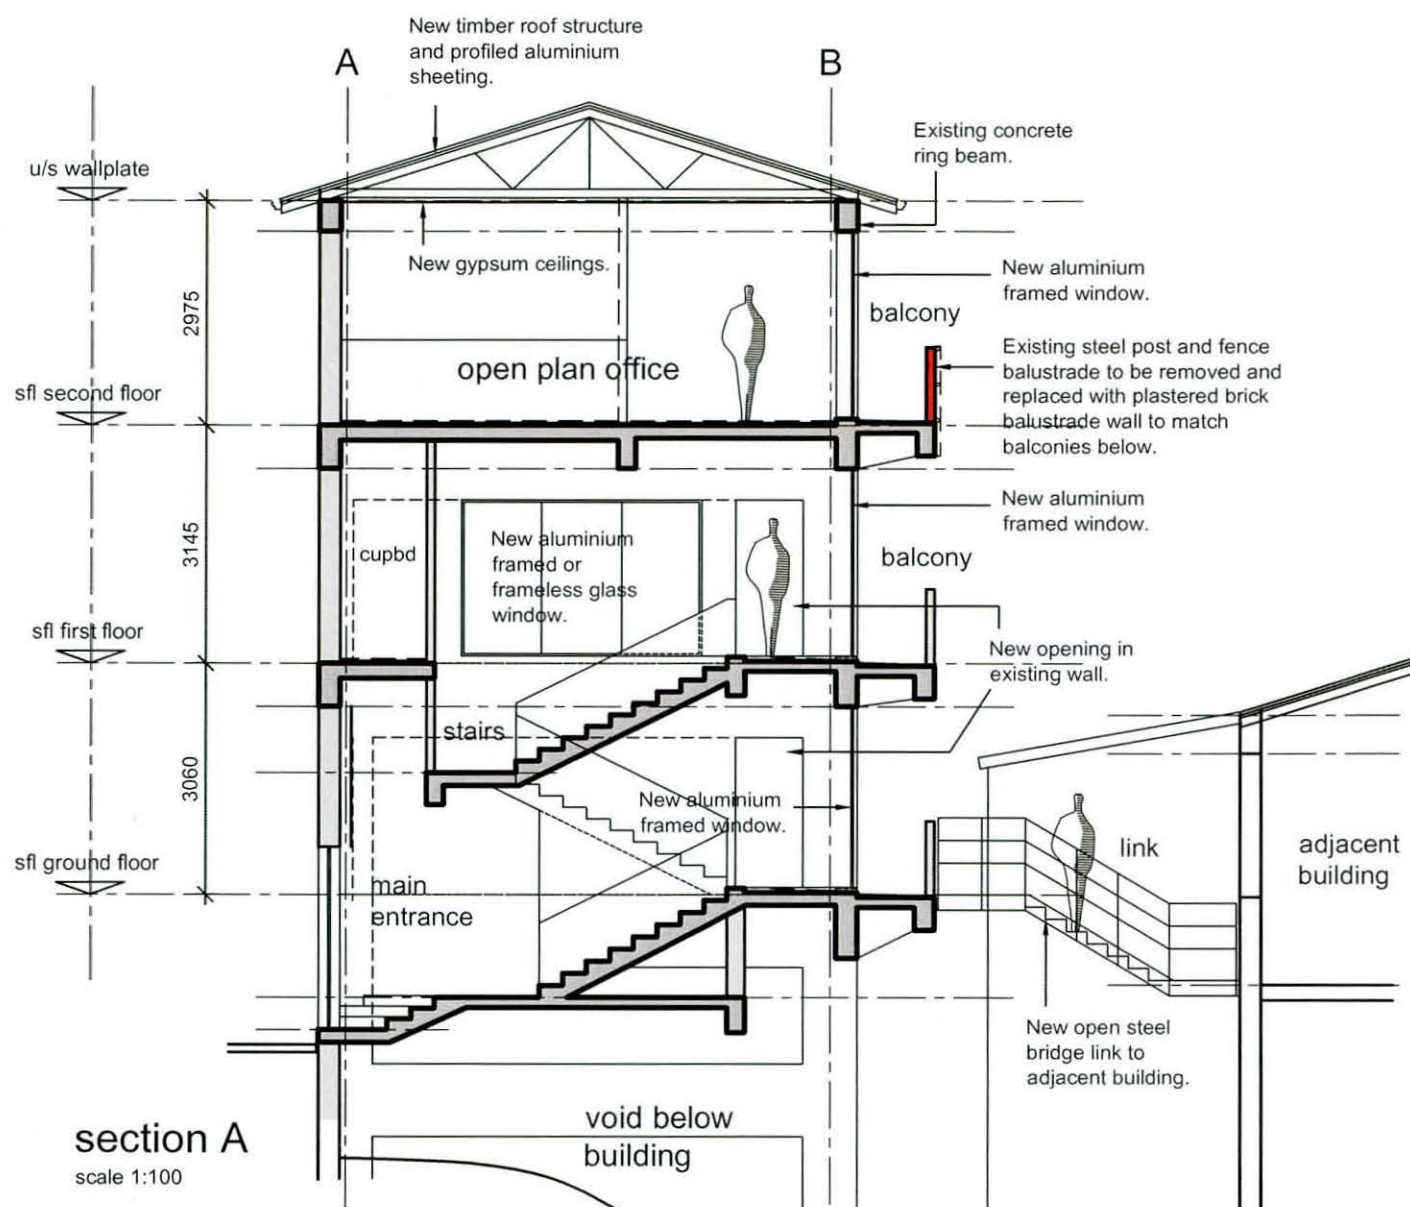 New timber roof structure
and profiled aluminium
sheeting.
A
B
Existing concrete
ring beam.
u/s wallplate
New gypsum ceilings.
New aluminium
framed window.
balcony
2975
Existing steel post and fence
balustrade to be removed and
replaced with plastered brick
balustrade wall to match
balconies below.
open plan office
sfl second floor
New aluminium
framed window.
3145
cupbd
New aluminium
framed or
frameless glass
window.
balcony
sfl first floor
New opening in
existing wall.
stairs
3060
New aluminium
framed window.
link
adjacent
building
sfl ground floor
main
entrance
New open steel
bridge link to
adjacent building.
void below
building
section A
scale 1:100